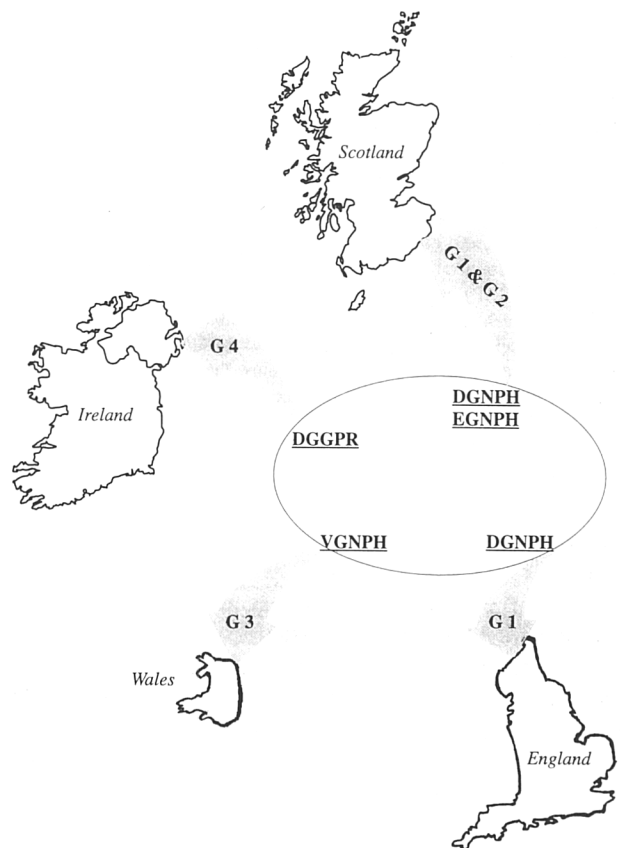 Scotland
G 1 & G 2
G 4
DGNPH
EGNPH
Ireland
DGGPR
VGNPH
DGNPH
G 3
G 1
Wales
England